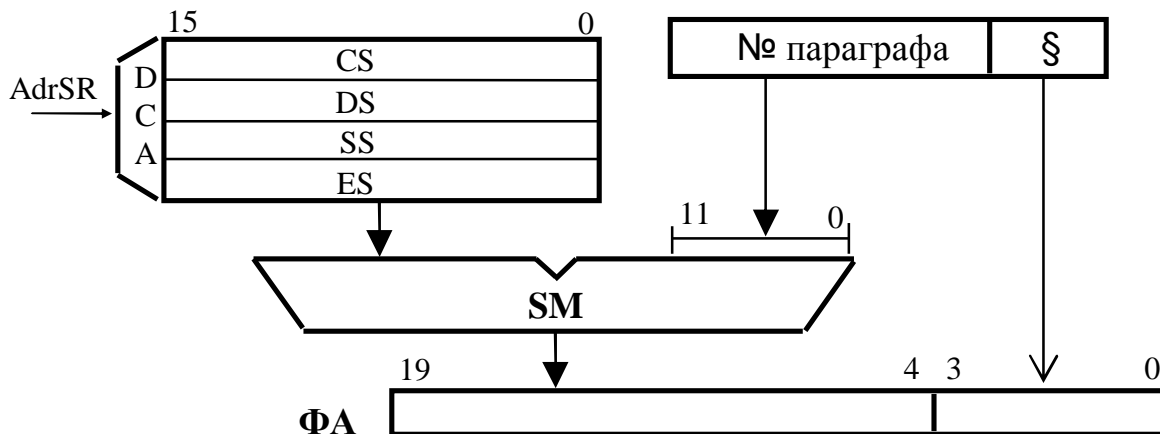 15 0
№ параграфа §
CS
D
AdrSR
DS
C
SS
A
ES
11 0
SM
19 4 3 0
ФА